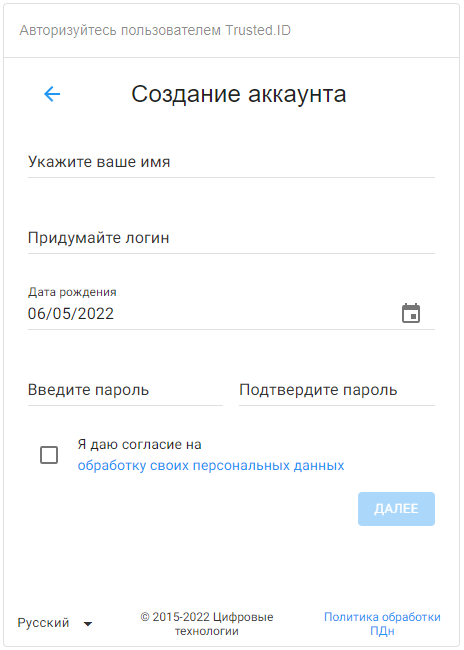 Авторизуйтесь пользователем Trusted.ID
Создание аккаунта
Укажите ваше имя
Придумайте логин
Дата рождения
06/05/2022
Введите пароль
Подтвердите пароль
Я даю согласие на
обработку своих персональных данных
ДАЛЕЕ
Русский
© 2015-2022 Цифровые
технологии
Политика обработки
ПДн